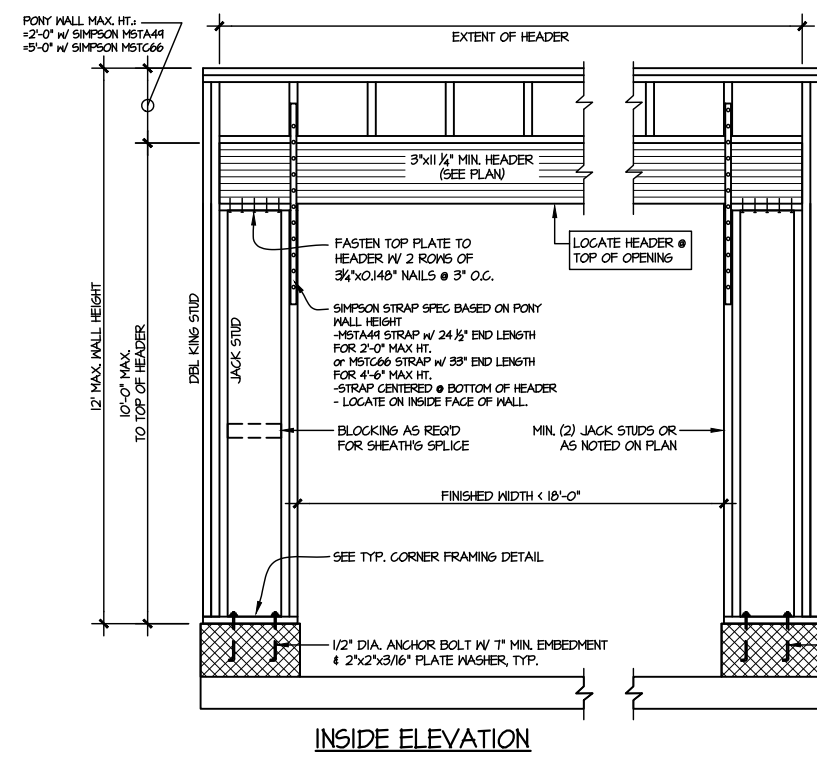 PONY WALL MAX. HT.:
=2'-0" W/ SIMPSON MSTA49
=5'-0" W/ SIMPSON MSTC66
EXTENT OF HEADER
3"x11 1/4" MIN. HEADER
(SEE PLAN)
FASTEN TOP PLATE TO
HEADER W/ 2 ROWS OF
3 1/4"x0.148" NAILS @ 3" O.C.
LOCATE HEADER @
TOP OF OPENING
SIMPSON STRAP SPEC BASED ON PONY
WALL HEIGHT
-MSTA49 STRAP w/ 24 1/2" END LENGTH
FOR 2'-0" MAX HT.
or MSTC66 STRAP w/ 33" END LENGTH
FOR 4'-6" MAX HT.
-STRAP CENTERED @ BOTTOM OF HEADER
- LOCATE ON INSIDE FACE OF WALL.
12' MAX. WALL HEIGHT
10'-0" MAX.
TO TOP OF HEADER
DBL KING STUD
JACK STUD
BLOCKING AS REQ'D
FOR SHEATH'G SPLICE
MIN. (2) JACK STUDS OR
AS NOTED ON PLAN
FINISHED WIDTH < 18'-0"
SEE TYP. CORNER FRAMING DETAIL
1/2" DIA. ANCHOR BOLT W/ 7" MIN. EMBEDMENT
& 2"x2"x3/16" PLATE WASHER, TYP.
INSIDE ELEVATION